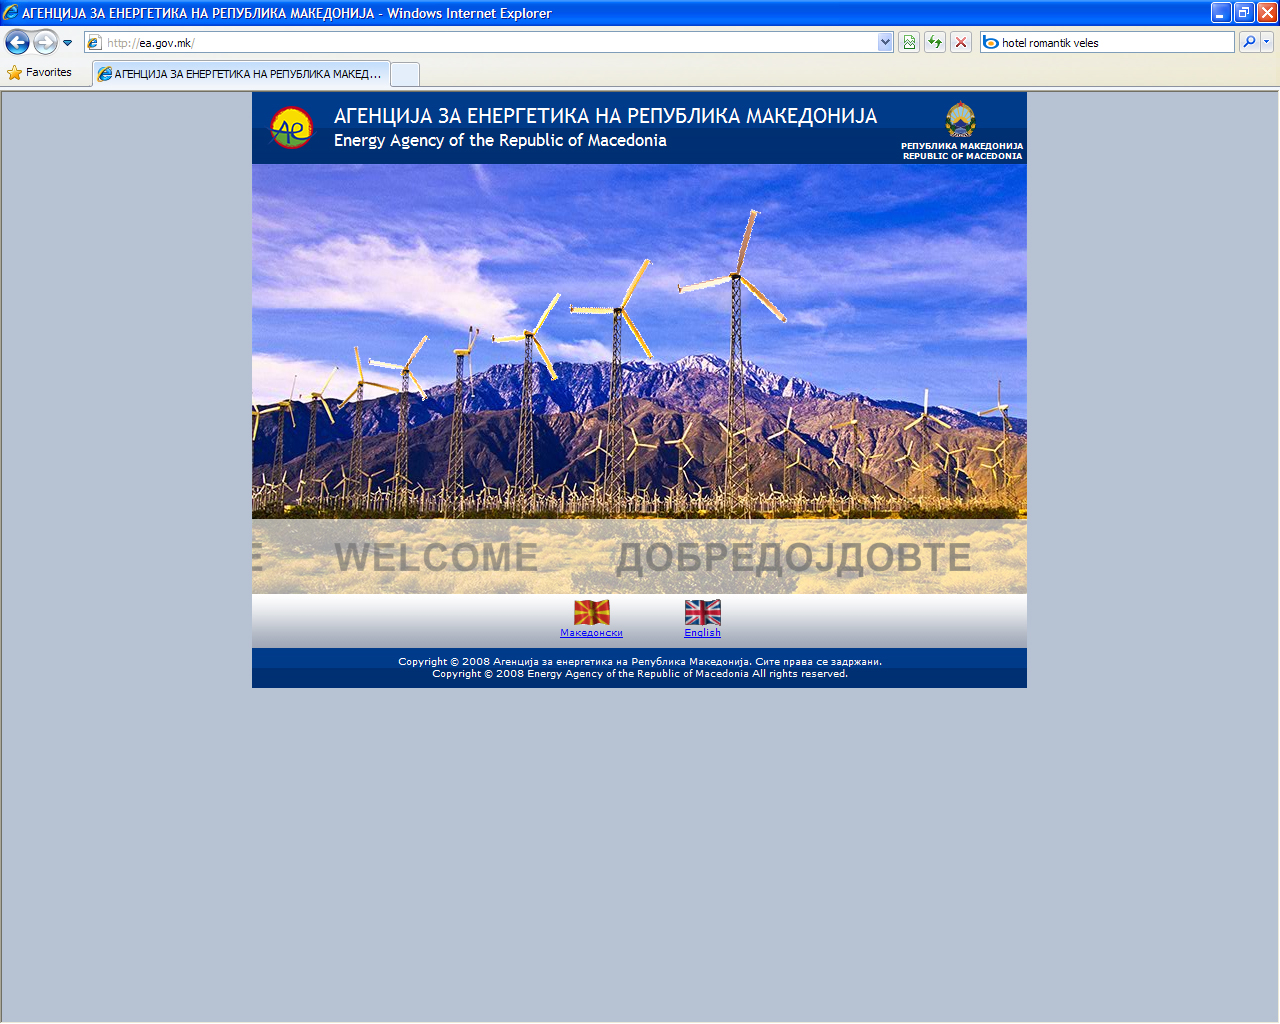 АГЕНЦИЈА ЗА ЕНЕРГЕТИКА НА РЕПУБЛИКА МАКЕДОНИЈА - Windows Internet Explorer
http://ea.gov.mk/
hotel romantik veles
Favorites
АГЕНЦИЈА ЗА ЕНЕРГЕТИКА НА РЕПУБЛИКА МАКЕД...
АГЕНЦИЈА ЗА ЕНЕРГЕТИКА НА РЕПУБЛИКА МАКЕДОНИЈА
Energy Agency of the Republic of Macedonia
РЕПУБЛИКА МАКЕДОНИЈА
REPUBLIC OF MACEDONIA
E WELCOME ДОБРЕДОЈДОВТЕ
Македонски English
Copyright © 2008 Агенција за енергетика на Република Македонија. Сите права се задржани.
Copyright © 2008 Energy Agency of the Republic of Macedonia All rights reserved.